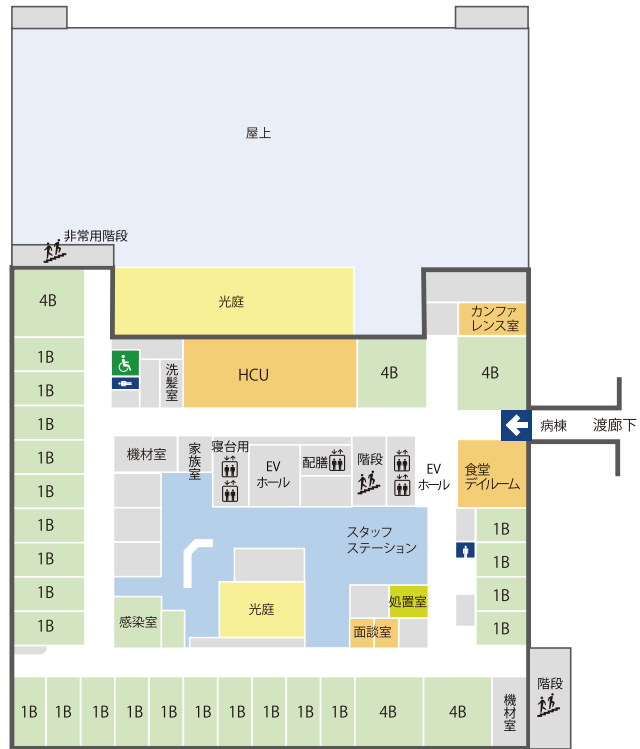 屋上
非常用階段
光庭
4B
カンファ
レンス室
1B
洗
髪
室
HCU
4B
4B
1B
1B
病棟
渡廊下
1B
機材室
家
族
室
寝台用
EV
ホール
配膳
階段
EV
ホール
食堂
デイルーム
1B
1B
1B
スタッフ
ステーション
1B
1B
1B
1B
1B
光庭
処置室
1B
1B
感染室
面談室
1B
1B
1B
1B
1B
1B
1B
1B
1B
1B
1B
4B
4B
機
材
室
階段